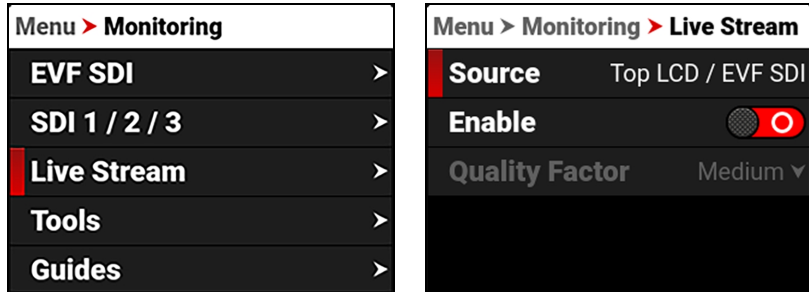 Menu > Monitoring
EVF SDI
SDI 1 / 2 / 3
Live Stream
Tools
Guides
Menu > Monitoring > Live Stream
Source Top LCD / EVF SDI
Enable
Quality Factor Medium